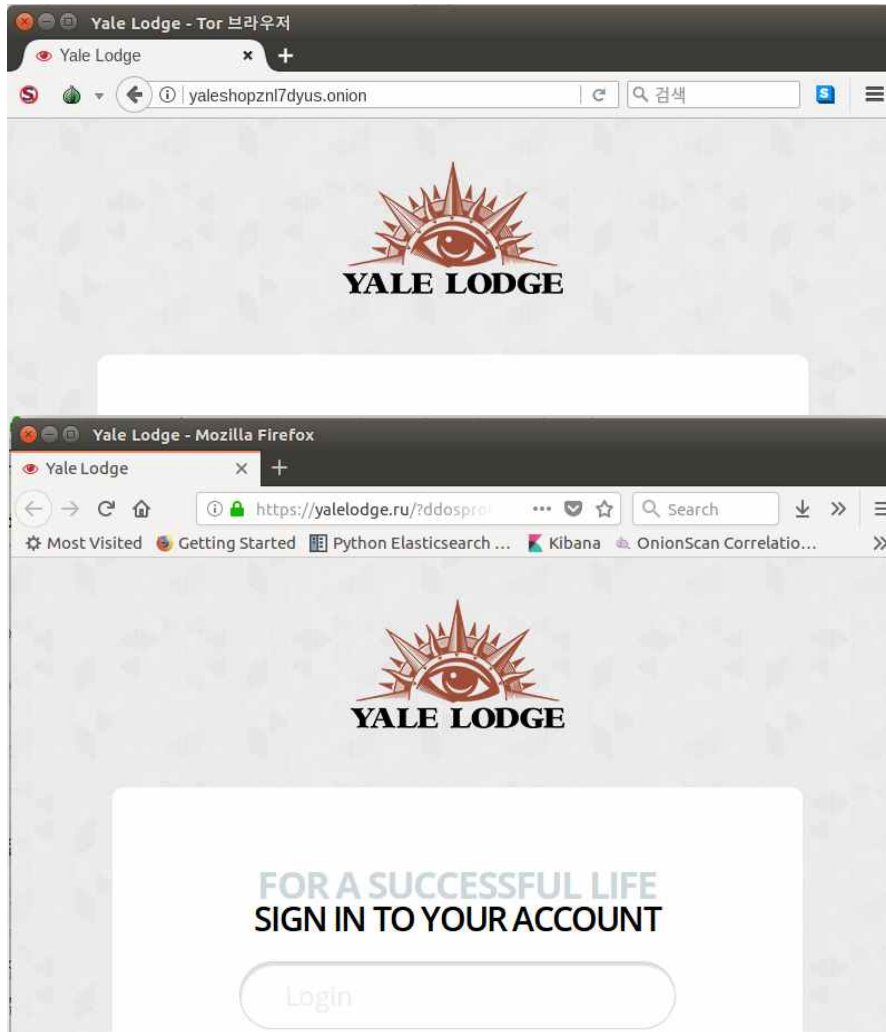 Yale Lodge - Tor 브라우저
Yale Lodge
yaleshopznl7dyus.onion
검색
YALE LODGE
Yale Lodge - Mozilla Firefox
Yale Lodge
https://yalelodge.ru/?ddospro
Search
Most Visited Getting Started Python Elasticsearch ... Kibana OnionScan Correlatio...
YALE LODGE
FOR A SUCCESSFUL LIFE
SIGN IN TO YOUR ACCOUNT
Login